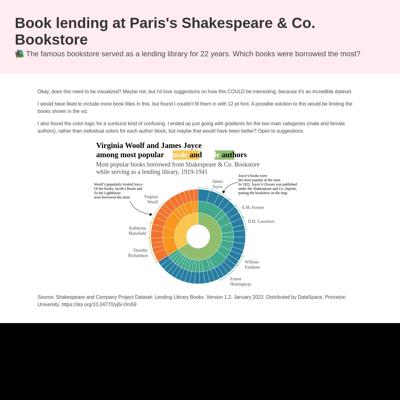 Book lending at Paris's Shakespeare & Co.
Bookstore
The famous bookstore served as a lending library for 22 years. Which books were borrowed the most?
Okay, does this need to be visualized? Maybe not, but I'd love suggestions on how this COULD be interesting, because it's an incredible dataset.
I would have liked to include more book titles in this, but found I couldn't fit them in with 12-pt font. A possible solution to this would be limiting the
books shown in the viz.
I also found the color-logic for a sunburst kind of confusing. I ended up just going with gradients for the two main categories (male and female
authors), rather than individual colors for each author block, but maybe that would have been better? Open to suggestions.
Virginia Woolf and James Joyce
among most popular and authors
Most popular books borrowed from Shakespeare & Co. Bookstore
while serving as a lending library, 1919-1941
Joyce's books were
the most popular at the store.
In 1922, Joyce's Ulysses was published
under the Shakespeare and Co. imprint,
putting the bookstore on the map.
James
Joyce
Woolf's popularity trailed Joyce.
Of the books, Jacob's Room and
To the Lighthouse
were borrowed the most.
Virginia
Woolf
E.M. Forster
D.H. Lawrence
Katherine
Mansfield
Dorothy
Richardson
William
Faulkner
Ernest
Hemingway
Source: Shakespeare and Company Project Dataset: Lending Library Books. Version 1.2. January 2022. Distributed by DataSpace, Princeton
University, https://doi.org/10.34770/vj5r-0m59